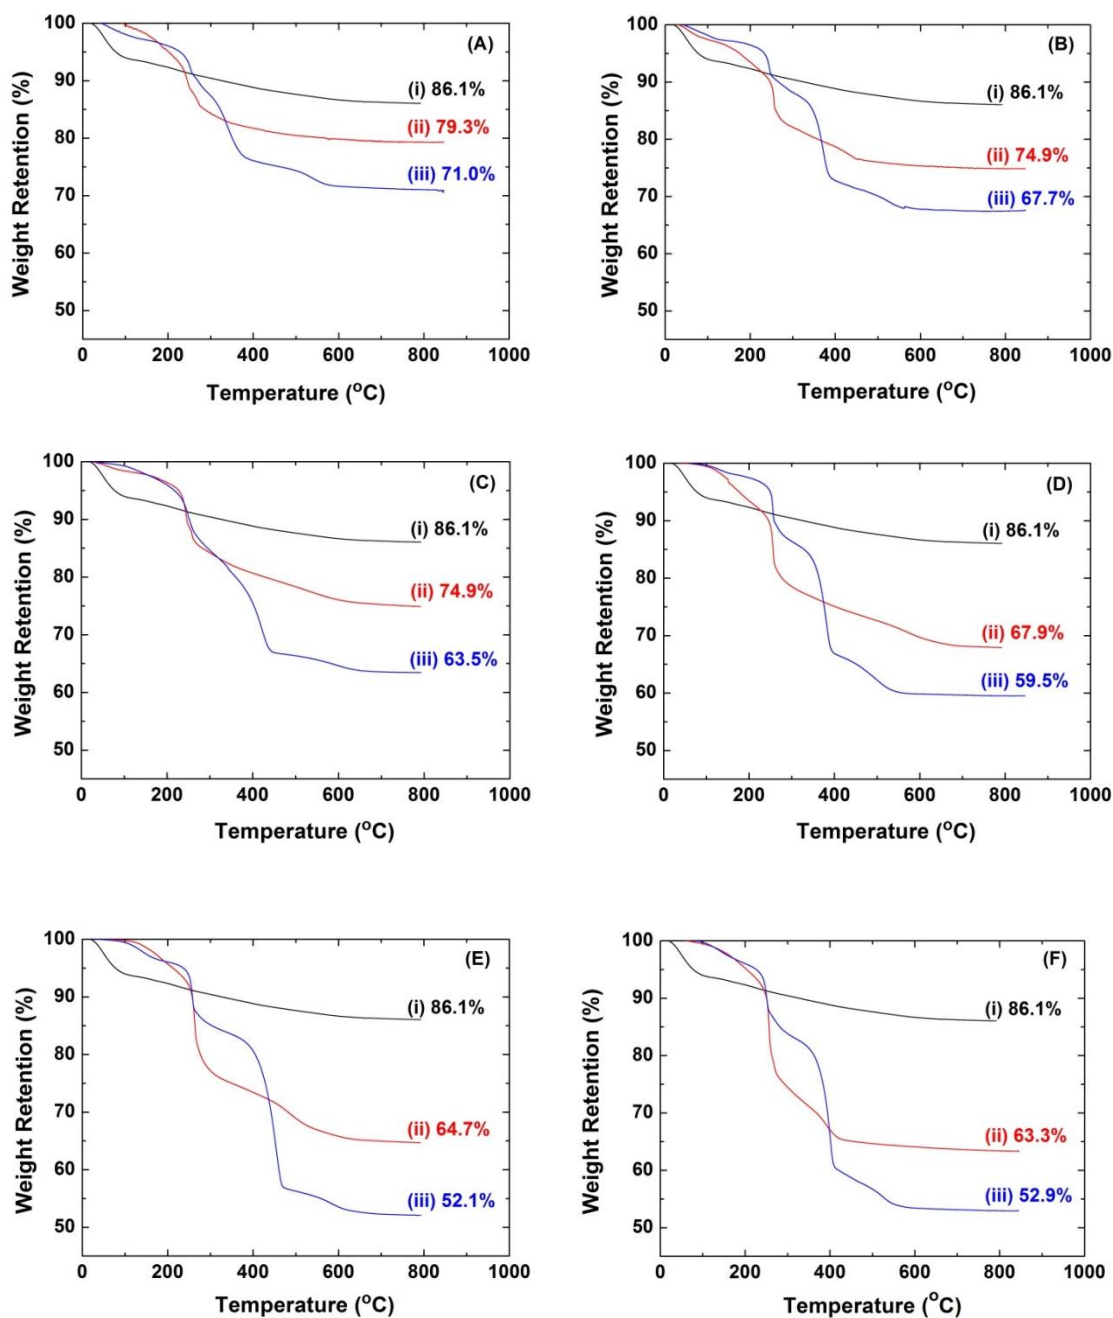 (A)
100
90
80
70
60
50
Weight Retention (%)
(i) 86.1%
(ii) 79.3%
(iii) 71.0%
0 200 400 600 800 1000
Temperature (°C)
(B)
100
90
80
70
60
50
Weight Retention (%)
(i) 86.1%
(ii) 74.9%
(iii) 67.7%
0 200 400 600 800 1000
Temperature (°C)
(C)
100
90
80
70
60
50
Weight Retention (%)
(i) 86.1%
(ii) 74.9%
(iii) 63.5%
0 200 400 600 800 1000
Temperature (°C)
(D)
100
90
80
70
60
50
Weight Retention (%)
(i) 86.1%
(ii) 67.9%
(iii) 59.5%
0 200 400 600 800 1000
Temperature (°C)
(E)
100
90
80
70
60
50
Weight Retention (%)
(i) 86.1%
(ii) 64.7%
(iii) 52.1%
0 200 400 600 800 1000
Temperature (°C)
(F)
100
90
80
70
60
50
Weight Retention (%)
(i) 86.1%
(ii) 63.3%
(iii) 52.9%
0 200 400 600 800 1000
Temperature (°C)